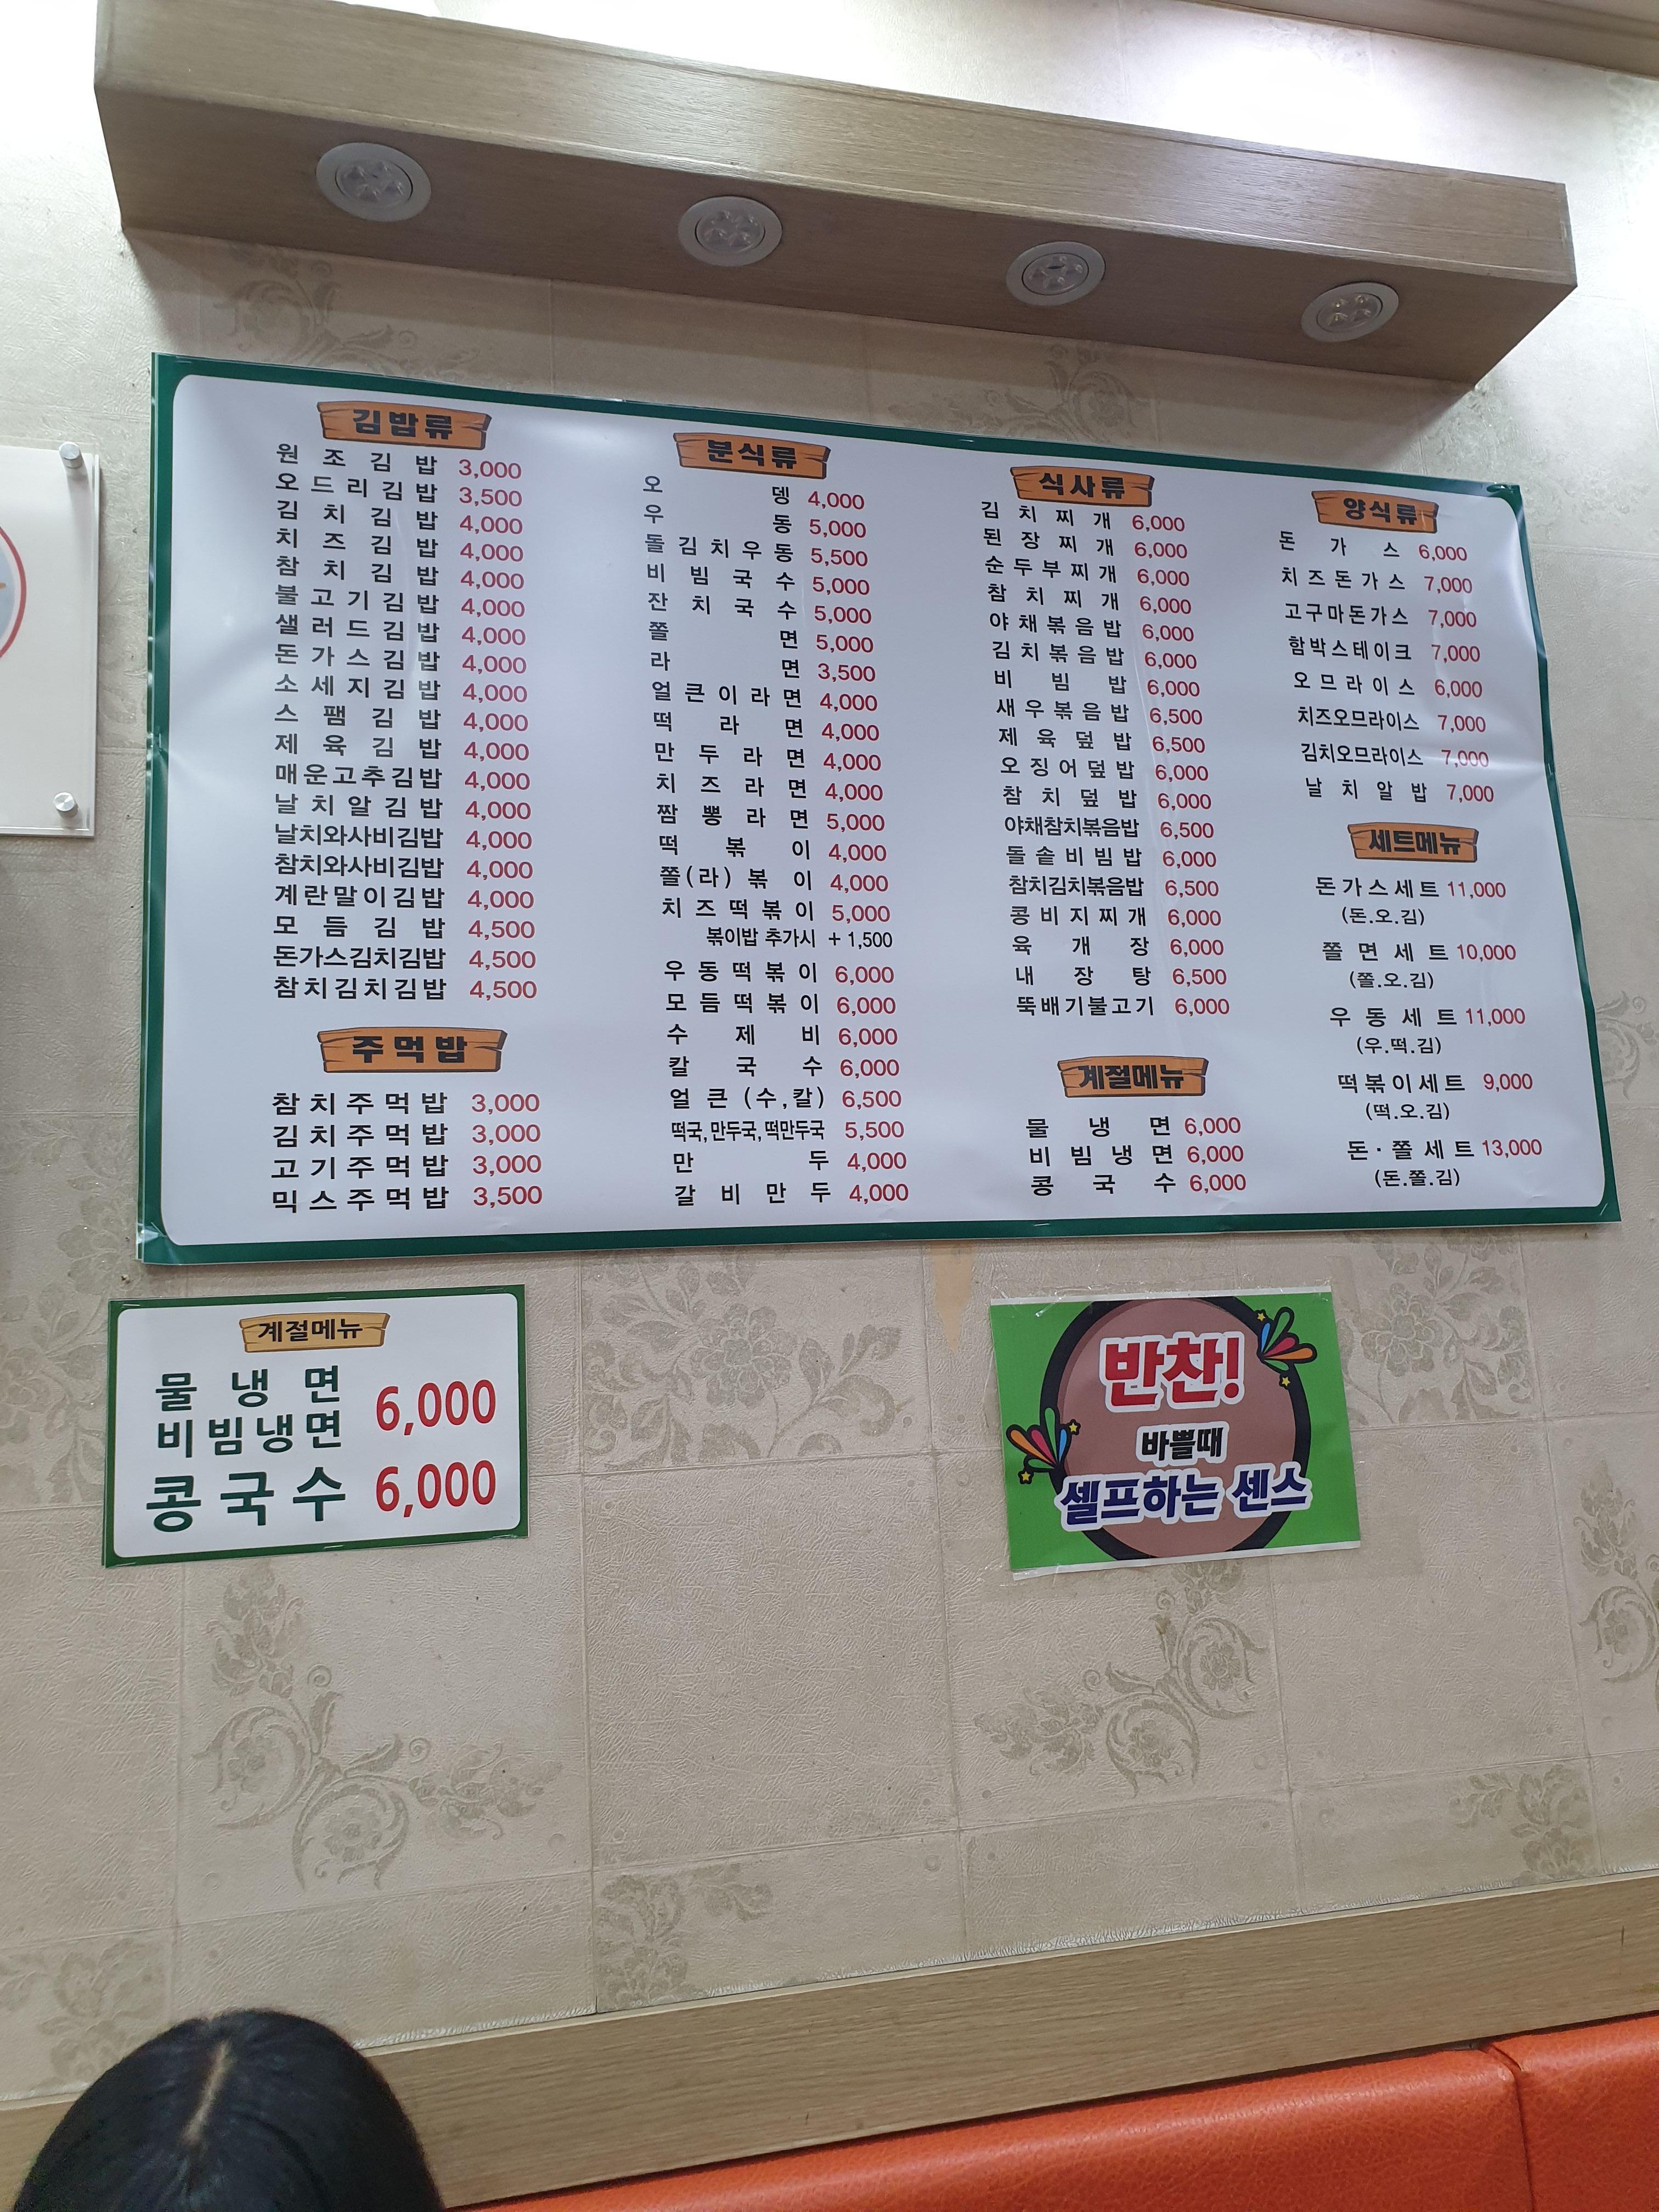 김밥류
원조김밥 3,000
오드리김밥 3,500
김치김밥 4,000
치즈김밥 4,000
참치김밥 4,000
불고기김밥 4,000
샐러드김밥 4,000
돈가스김밥 4,000
소세지김밥 4,000
스팸김밥 4,000
제육김밥 4,000
매운고추김밥 4,000
날치알김밥 4,000
날치와사비김밥 4,000
참치와사비김밥 4,000
계란말이김밥 4,000
모듬김밥 4,500
돈가스김치김밥 4,500
참치김치김밥 4,500
주먹밥
참치주먹밥 3,000
김치주먹밥 3,000
고기주먹밥 3,000
믹스주먹밥 3,500
분식류
오뎅 4,000
우동 5,000
돌김치우동 5,500
비빔국수 5,000
잔치국수 5,000
쫄면 5,000
라면 3,500
얼큰이라면 4,000
떡라면 4,000
만두라면 4,000
치즈라면 4,000
짬뽕라면 5,000
떡볶이 4,000
쫄(라)볶이 4,000
치즈떡볶이 5,000
볶이밥 추가시 + 1,500
우동떡볶이 6,000
모듬떡볶이 6,000
수제비 6,000
칼국수 6,000
얼큰(수,칼) 6,500
떡국,만두국,떡만두국 5,500
만두 4,000
갈비만두 4,000
식사류
김치찌개 6,000
된장찌개 6,000
순두부찌개 6,000
참치찌개 6,000
야채볶음밥 6,000
김치볶음밥 6,000
비빔밥 6,000
새우볶음밥 6,500
제육덮밥 6,500
오징어덮밥 6,000
참치덮밥 6,000
야채참치볶음밥 6,500
돌솥비빔밥 6,000
참치김치볶음밥 6,500
콩비지찌개 6,000
육개장 6,000
내장탕 6,500
뚝배기불고기 6,000
계절메뉴
물냉면 6,000
비빔냉면 6,000
콩국수 6,000
양식류
돈가스 6,000
치즈돈가스 7,000
고구마돈가스 7,000
함박스테이크 7,000
오므라이스 6,000
치즈오므라이스 7,000
김치오므라이스 7,000
날치알밥 7,000
세트메뉴
돈가스세트 11,000
(돈.오.김)
쫄면세트 10,000
(쫄.오.김)
우동세트 11,000
(우.떡.김)
떡볶이세트 9,000
(떡.오.김)
돈·쫄세트 13,000
(돈.쫄.김)
계절메뉴
물냉면
비빔냉면 6,000
콩국수 6,000
반찬!
바쁠때
셀프하는 센스